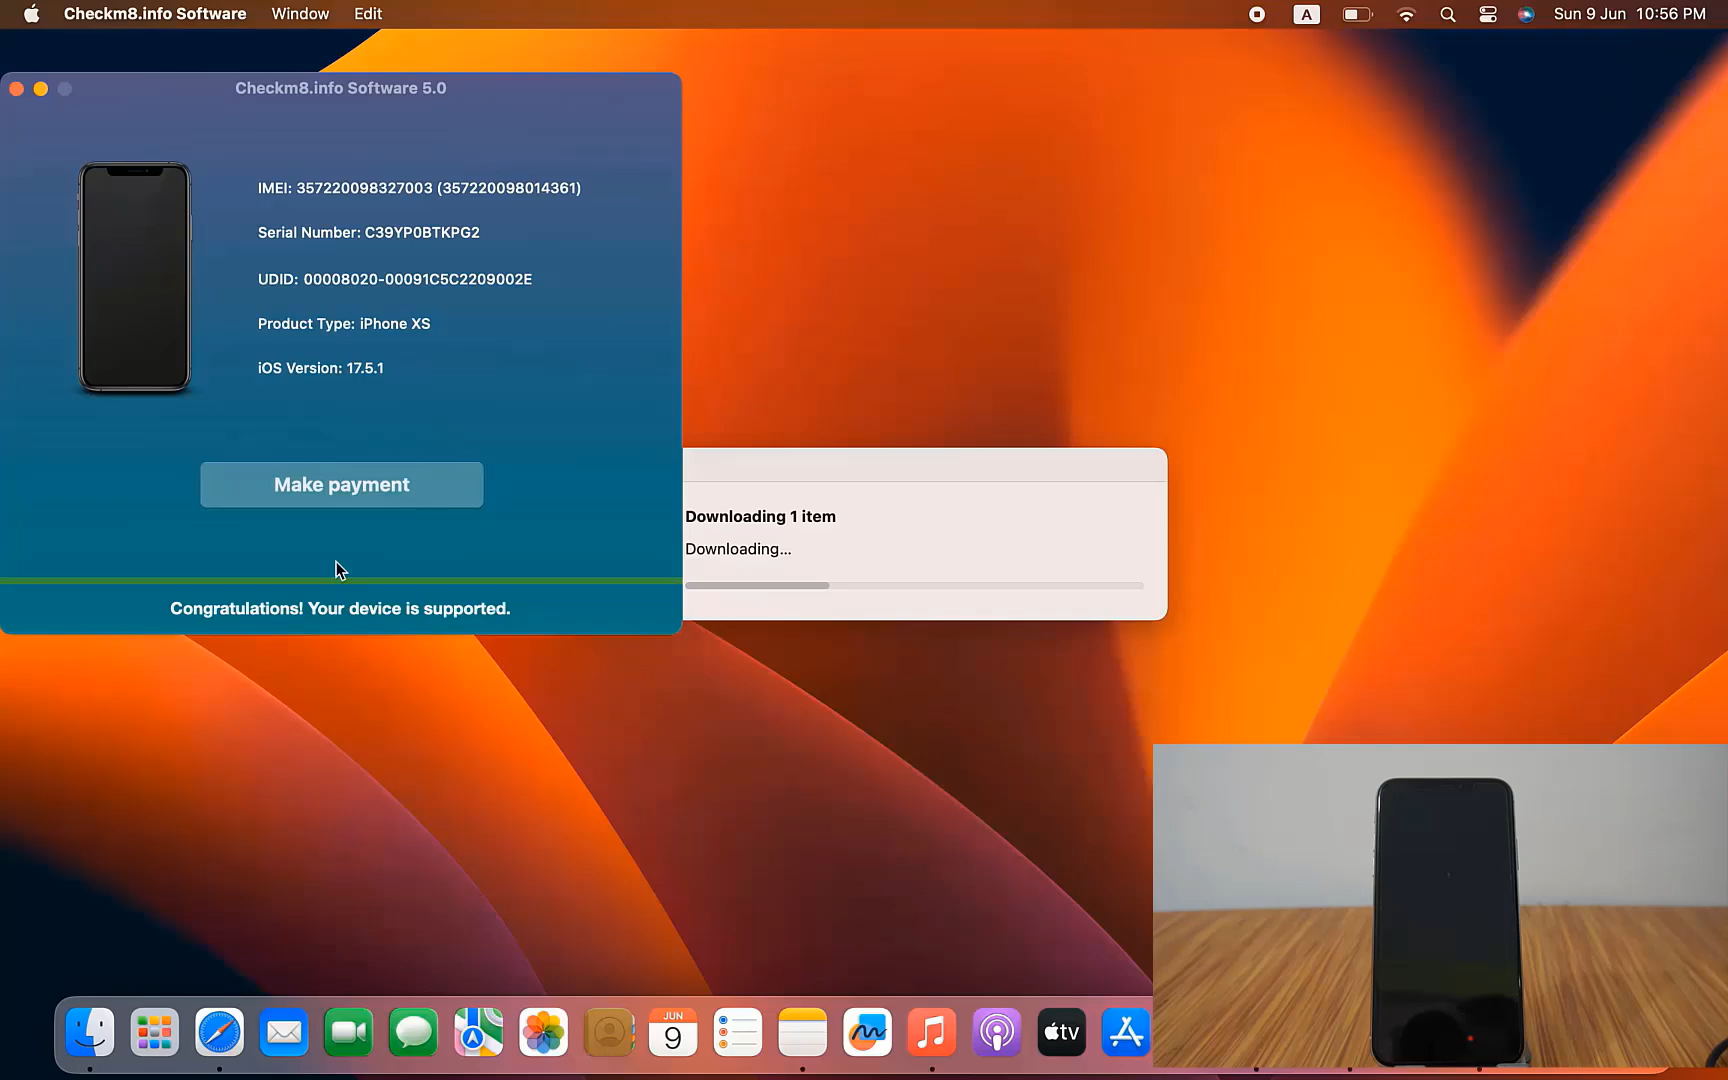 Checkm8.info Software Window Edit A Sun 9 Jun 10:56 PM
Checkm8.info Software 5.0
IMEI: 357220098327003 (357220098014361)
Serial Number: C39YP0BTKPG2
UDID: 00008020-00091C5C2209002E
Product Type: iPhone XS
iOS Version: 17.5.1
Make payment
Congratulations! Your device is supported.
Downloading 1 item
Downloading...
JUN
9
tv